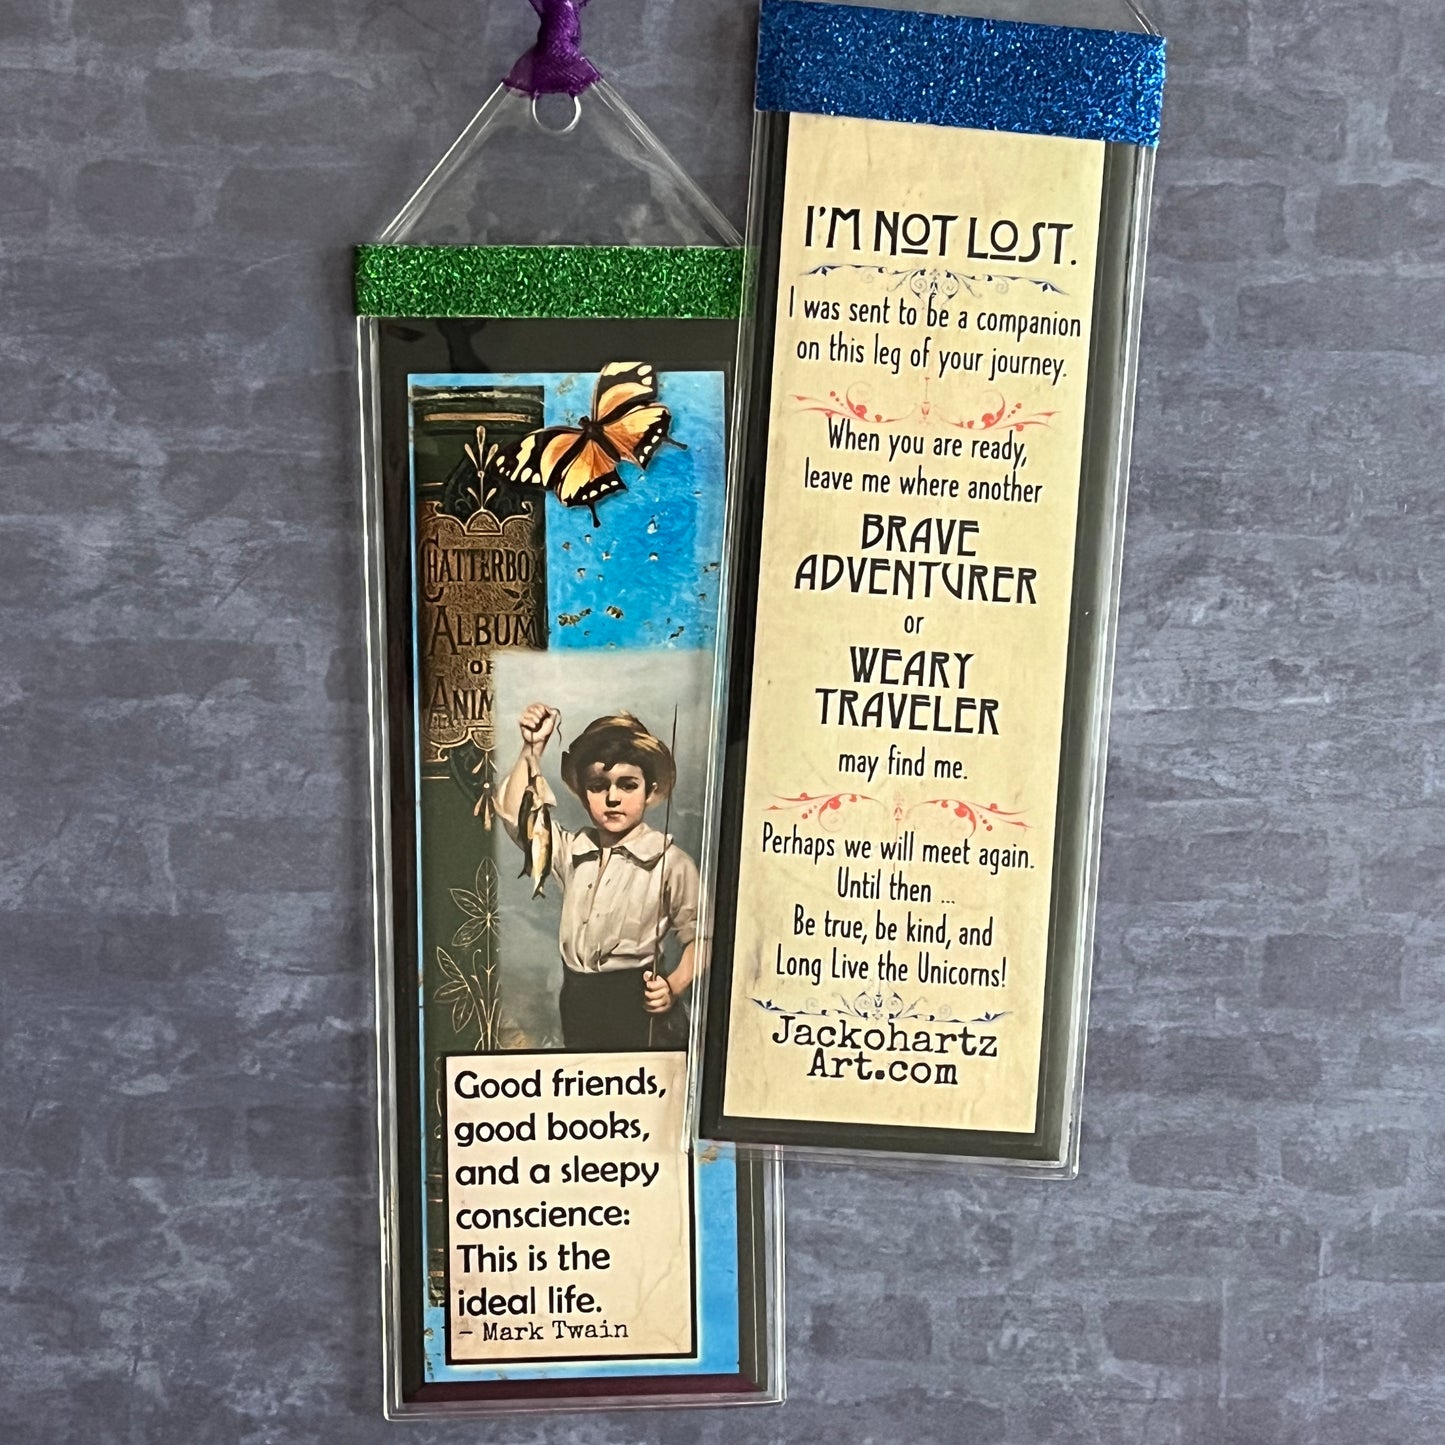 CHATTERBOX
ALBUM
OF
ANIM
Good friends,
good books,
and a sleepy
conscience:
This is the
ideal life.
- Mark Twain
I'M NOT LOST.
I was sent to be a companion
on this leg of your journey.
When you are ready,
leave me where another
BRAVE
ADVENTURER
or
WEARY
TRAVELER
may find me.
Perhaps we will meet again.
Until then ...
Be true, be kind, and
Long Live the Unicorns!
Jackohartz
Art.com